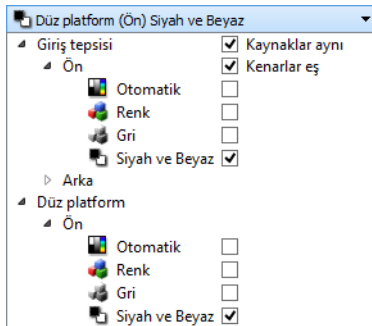 Düz platform (Ön) Siyah ve Beyaz
Giriş tepsisi Kaynaklar aynı
Ön Kenarlar eş
Otomatik
Renk
Gri
Siyah ve Beyaz
Arka
Düz platform
Ön
Otomatik
Renk
Gri
Siyah ve Beyaz